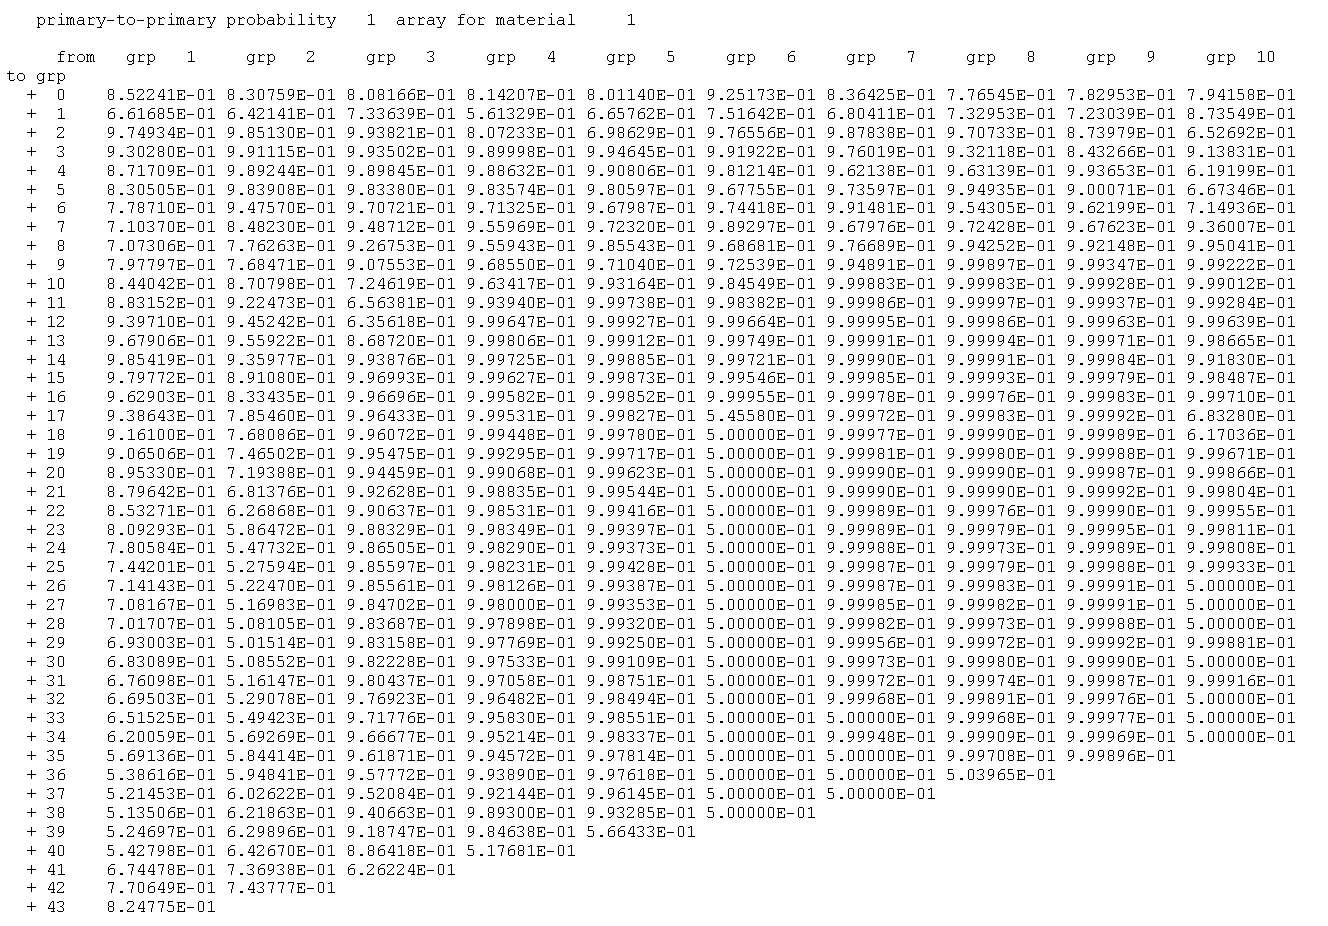 primary-to-primary probability 1 array for material 1
from grp 1 grp 2 grp 3 grp 4 grp 5 grp 6 grp 7 grp 8 grp 9 grp 10
to grp
+ 0 8.52241E-01 8.30759E-01 8.08166E-01 8.14207E-01 8.01140E-01 9.25173E-01 8.36425E-01 7.76545E-01 7.82953E-01 7.94158E-01
+ 1 6.61685E-01 6.42141E-01 7.33639E-01 5.61329E-01 6.65762E-01 7.51642E-01 6.80411E-01 7.32953E-01 7.23039E-01 8.73549E-01
+ 2 9.74934E-01 9.85130E-01 9.93821E-01 8.07233E-01 6.98629E-01 9.76556E-01 9.87838E-01 9.70733E-01 8.73979E-01 6.52692E-01
+ 3 9.30280E-01 9.91115E-01 9.93502E-01 9.89998E-01 9.94645E-01 9.91922E-01 9.76019E-01 9.32118E-01 8.43266E-01 9.13831E-01
+ 4 8.71709E-01 9.89244E-01 9.89845E-01 9.88632E-01 9.90806E-01 9.81214E-01 9.62138E-01 9.63139E-01 9.93653E-01 6.19199E-01
+ 5 8.30505E-01 9.83908E-01 9.83380E-01 9.83574E-01 9.80597E-01 9.67755E-01 9.73597E-01 9.94935E-01 9.00071E-01 6.67346E-01
+ 6 7.78710E-01 9.47570E-01 9.70721E-01 9.71325E-01 9.67987E-01 9.74418E-01 9.91481E-01 9.54305E-01 9.62199E-01 7.14936E-01
+ 7 7.10370E-01 8.48230E-01 9.48712E-01 9.55969E-01 9.72320E-01 9.89297E-01 9.67976E-01 9.72428E-01 9.67623E-01 9.36007E-01
+ 8 7.07306E-01 7.76263E-01 9.26753E-01 9.55943E-01 9.85543E-01 9.68681E-01 9.76689E-01 9.94252E-01 9.92148E-01 9.95041E-01
+ 9 7.97797E-01 7.68471E-01 9.07553E-01 9.68550E-01 9.71040E-01 9.72539E-01 9.94891E-01 9.99897E-01 9.99347E-01 9.99222E-01
+ 10 8.44042E-01 8.70798E-01 7.24619E-01 9.63417E-01 9.93164E-01 9.84549E-01 9.99883E-01 9.99983E-01 9.99928E-01 9.99012E-01
+ 11 8.83152E-01 9.22473E-01 6.56381E-01 9.93940E-01 9.99738E-01 9.98382E-01 9.99986E-01 9.99997E-01 9.99937E-01 9.99284E-01
+ 12 9.39710E-01 9.45242E-01 6.35618E-01 9.99647E-01 9.99927E-01 9.99664E-01 9.99995E-01 9.99986E-01 9.99963E-01 9.99639E-01
+ 13 9.67906E-01 9.55922E-01 8.68720E-01 9.99806E-01 9.99912E-01 9.99749E-01 9.99991E-01 9.99994E-01 9.99971E-01 9.98665E-01
+ 14 9.85419E-01 9.35977E-01 9.93876E-01 9.99725E-01 9.99885E-01 9.99721E-01 9.99990E-01 9.99991E-01 9.99984E-01 9.91830E-01
+ 15 9.79772E-01 8.91080E-01 9.96993E-01 9.99627E-01 9.99873E-01 9.99546E-01 9.99985E-01 9.99993E-01 9.99979E-01 9.98487E-01
+ 16 9.62903E-01 8.33435E-01 9.96696E-01 9.99582E-01 9.99852E-01 9.99955E-01 9.99978E-01 9.99976E-01 9.99983E-01 9.99710E-01
+ 17 9.38643E-01 7.85460E-01 9.96433E-01 9.99531E-01 9.99827E-01 5.45580E-01 9.99972E-01 9.99983E-01 9.99992E-01 6.83280E-01
+ 18 9.16100E-01 7.68086E-01 9.96072E-01 9.99448E-01 9.99780E-01 5.00000E-01 9.99977E-01 9.99990E-01 9.99989E-01 6.17036E-01
+ 19 9.06506E-01 7.46502E-01 9.95475E-01 9.99295E-01 9.99717E-01 5.00000E-01 9.99981E-01 9.99980E-01 9.99988E-01 9.99671E-01
+ 20 8.95330E-01 7.19388E-01 9.94459E-01 9.99068E-01 9.99623E-01 5.00000E-01 9.99990E-01 9.99990E-01 9.99987E-01 9.99866E-01
+ 21 8.79642E-01 6.81376E-01 9.92628E-01 9.98835E-01 9.99544E-01 5.00000E-01 9.99990E-01 9.99990E-01 9.99992E-01 9.99804E-01
+ 22 8.53271E-01 6.26868E-01 9.90637E-01 9.98531E-01 9.99416E-01 5.00000E-01 9.99989E-01 9.99976E-01 9.99990E-01 9.99955E-01
+ 23 8.09293E-01 5.86472E-01 9.88329E-01 9.98349E-01 9.99397E-01 5.00000E-01 9.99989E-01 9.99979E-01 9.99995E-01 9.99811E-01
+ 24 7.80584E-01 5.47732E-01 9.86505E-01 9.98290E-01 9.99373E-01 5.00000E-01 9.99988E-01 9.99973E-01 9.99989E-01 9.99808E-01
+ 25 7.44201E-01 5.27594E-01 9.85597E-01 9.98231E-01 9.99428E-01 5.00000E-01 9.99987E-01 9.99979E-01 9.99988E-01 9.99933E-01
+ 26 7.14143E-01 5.22470E-01 9.85561E-01 9.98126E-01 9.99387E-01 5.00000E-01 9.99987E-01 9.99983E-01 9.99991E-01 5.00000E-01
+ 27 7.08167E-01 5.16983E-01 9.84702E-01 9.98000E-01 9.99353E-01 5.00000E-01 9.99985E-01 9.99982E-01 9.99991E-01 5.00000E-01
+ 28 7.01707E-01 5.08105E-01 9.83687E-01 9.97898E-01 9.99320E-01 5.00000E-01 9.99982E-01 9.99973E-01 9.99988E-01 5.00000E-01
+ 29 6.93003E-01 5.01514E-01 9.83158E-01 9.97769E-01 9.99250E-01 5.00000E-01 9.99956E-01 9.99972E-01 9.99992E-01 9.99881E-01
+ 30 6.83089E-01 5.08552E-01 9.82228E-01 9.97533E-01 9.99109E-01 5.00000E-01 9.99973E-01 9.99980E-01 9.99990E-01 5.00000E-01
+ 31 6.76098E-01 5.16147E-01 9.80437E-01 9.97058E-01 9.98751E-01 5.00000E-01 9.99972E-01 9.99974E-01 9.99987E-01 9.99916E-01
+ 32 6.69503E-01 5.29078E-01 9.76923E-01 9.96482E-01 9.98494E-01 5.00000E-01 9.99968E-01 9.99891E-01 9.99976E-01 5.00000E-01
+ 33 6.51525E-01 5.49423E-01 9.71776E-01 9.95830E-01 9.98551E-01 5.00000E-01 5.00000E-01 9.99968E-01 9.99977E-01 5.00000E-01
+ 34 6.20059E-01 5.69269E-01 9.66677E-01 9.95214E-01 9.98337E-01 5.00000E-01 9.99948E-01 9.99909E-01 9.99969E-01 5.00000E-01
+ 35 5.69136E-01 5.84414E-01 9.61871E-01 9.94572E-01 9.97814E-01 5.00000E-01 5.00000E-01 9.99708E-01 9.99896E-01
+ 36 5.38616E-01 5.94841E-01 9.57772E-01 9.93890E-01 9.97618E-01 5.00000E-01 5.00000E-01 5.03965E-01
+ 37 5.21453E-01 6.02622E-01 9.52084E-01 9.92144E-01 9.96145E-01 5.00000E-01 5.00000E-01
+ 38 5.13506E-01 6.21863E-01 9.40663E-01 9.89300E-01 9.93285E-01 5.00000E-01
+ 39 5.24697E-01 6.29896E-01 9.18747E-01 9.84638E-01 5.66433E-01
+ 40 5.42798E-01 6.42670E-01 8.86418E-01 5.17681E-01
+ 41 6.74478E-01 7.36938E-01 6.26224E-01
+ 42 7.70649E-01 7.43777E-01
+ 43 8.24775E-01